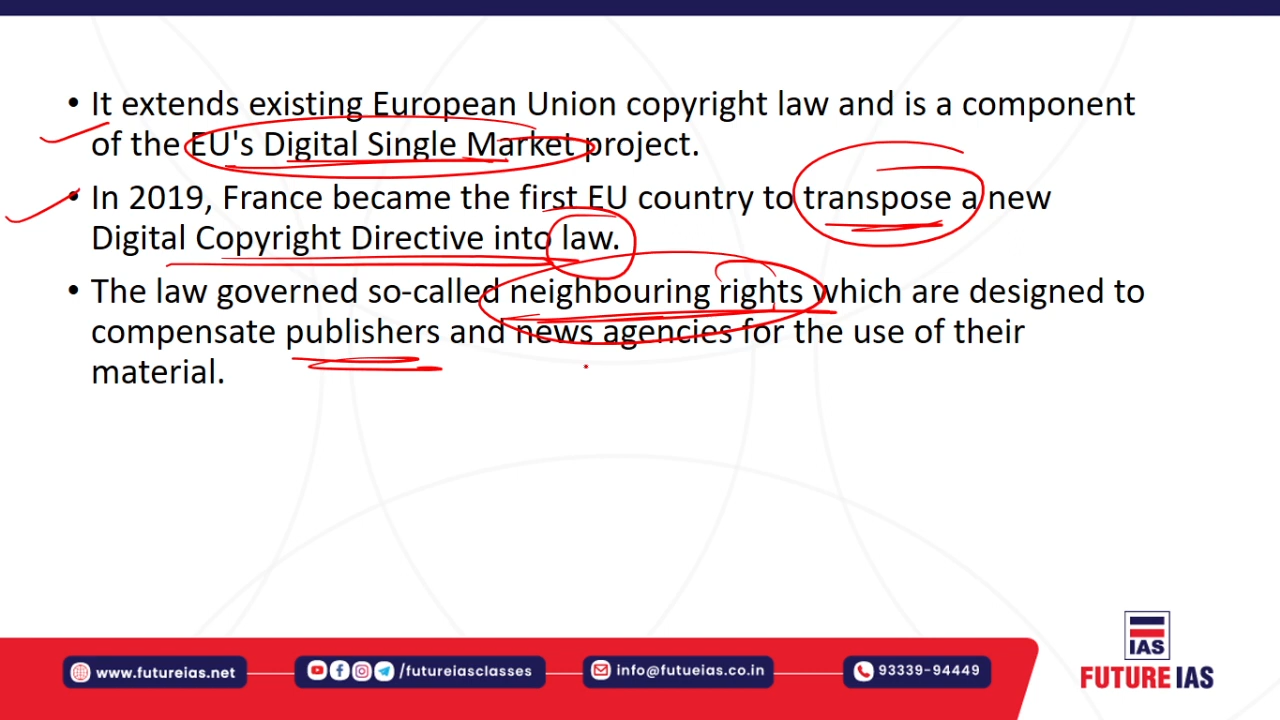 • It extends existing European Union copyright law and is a component
of the EU's Digital Single Market project.
• In 2019, France became the first EU country to transpose a new
Digital Copyright Directive into law.
• The law governed so-called neighbouring rights which are designed to
compensate publishers and news agencies for the use of their
material.
IAS
FUTURE IAS
www.futureias.net
/futureiasclasses
info@futueias.co.in
93339-94449